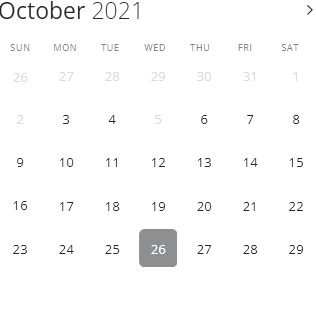 October 2021 >
SUN MON TUE WED THU FRI SAT
26 27 28 29 30 31 1
2 3 4 5 6 7 8
9 10 11 12 13 14 15
16 17 18 19 20 21 22
23 24 25 26 27 28 29